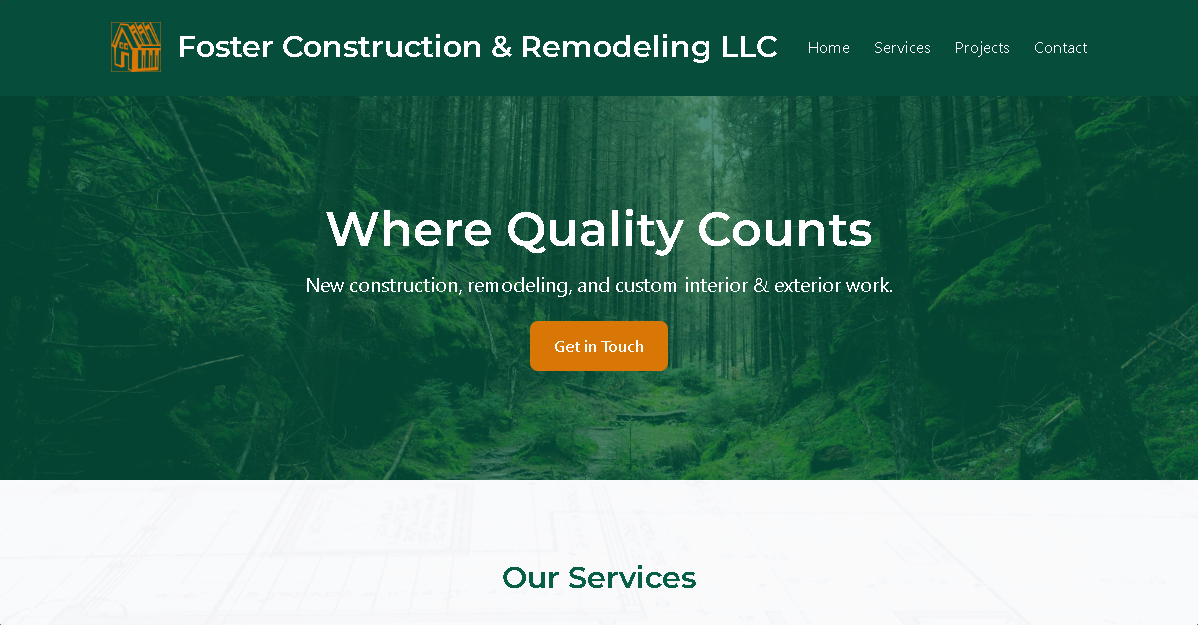 Foster Construction & Remodeling LLC
Home Services Projects Contact
Where Quality Counts
New construction, remodeling, and custom interior & exterior work.
Get in Touch
Our Services